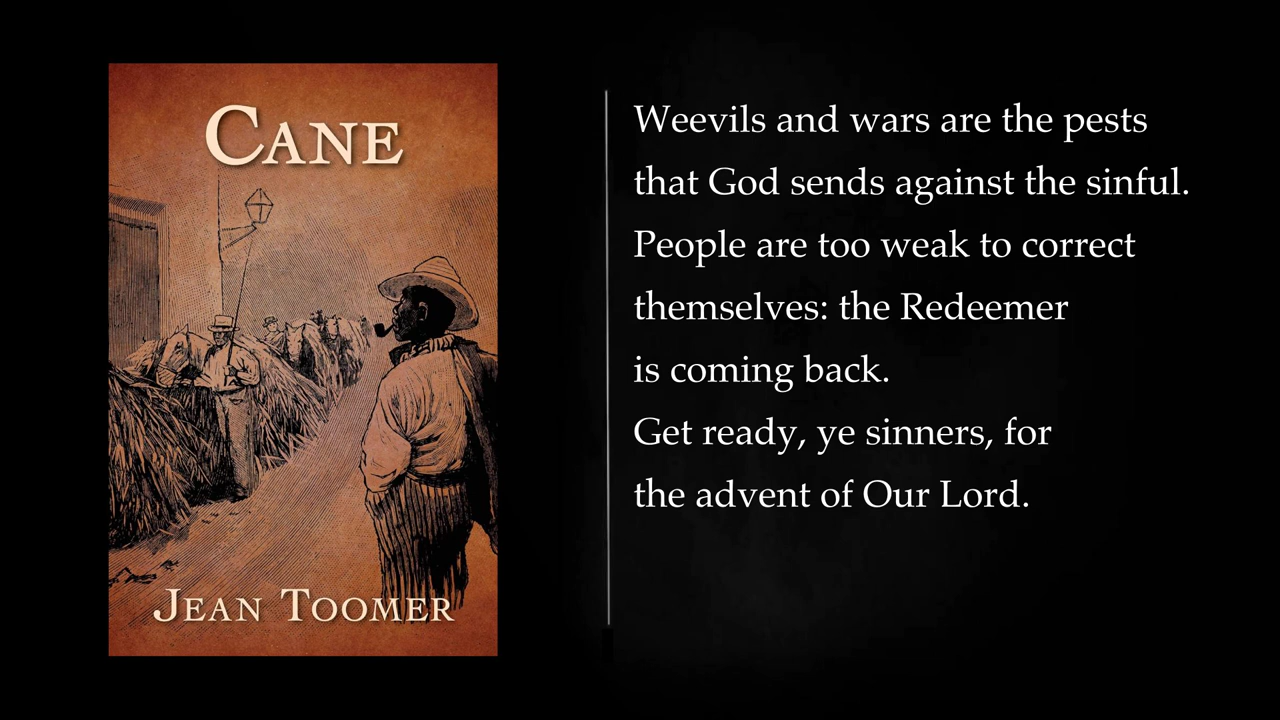 CANE
JEAN TOOMER
Weevils and wars are the pests
that God sends against the sinful.
People are too weak to correct
themselves: the Redeemer
is coming back.
Get ready, ye sinners, for
the advent of Our Lord.